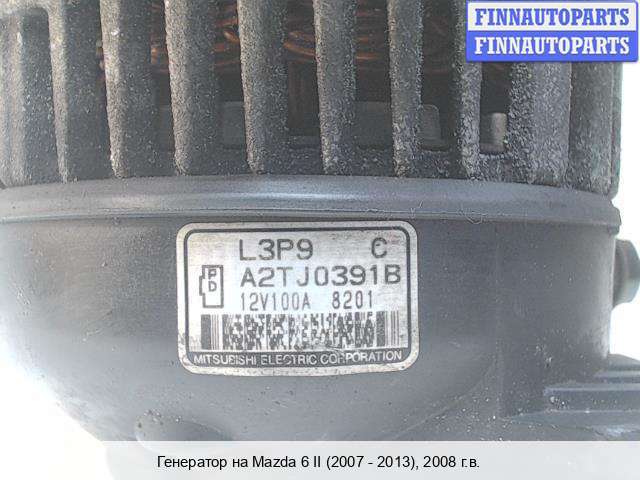 FINNAUTOPARTS
FINNAUTOPARTS
L3P9 C
P D A2TJ0391B
12V100A 8201
MITSUBISHI ELECTRIC CORPORATION
Генератор на Mazda 6 II (2007 - 2013), 2008 г.в.